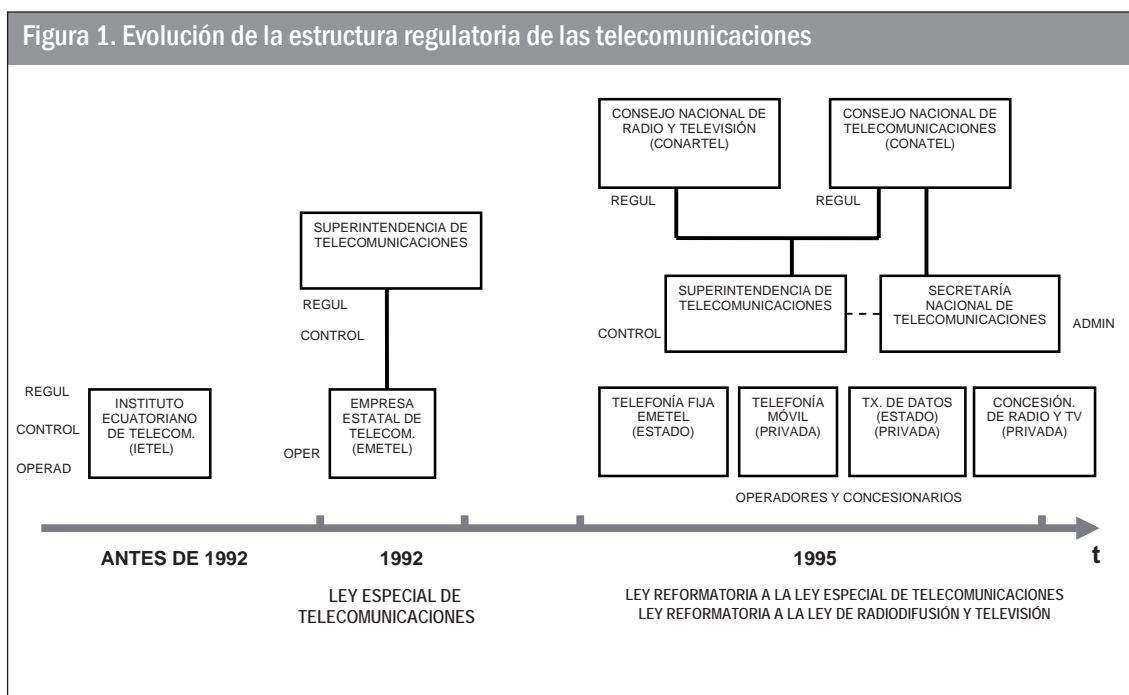 Figura 1. Evolución de la estructura regulatoria de las telecomunicaciones
CONSEJO NACIONAL DE
RADIO Y TELEVISIÓN
(CONARTEL)
CONSEJO NACIONAL DE
TELECOMUNICACIONES
(CONATEL)
REGUL
REGUL
SUPERINTENDENCIA DE
TELECOMUNICACIONES
REGUL
CONTROL
SUPERINTENDENCIA DE
TELECOMUNICACIONES
CONTROL
SECRETARÍA
NACIONAL DE
TELECOMUNICACIONES
ADMIN
REGUL
CONTROL
OPERAD
INSTITUTO
ECUATORIANO
DE TELECOM.
(IETEL)
OPER
EMPRESA
ESTATAL DE
TELECOM.
(EMETEL)
TELEFONÍA FIJA
EMETEL
(ESTADO)
TELEFONÍA
MÓVIL
(PRIVADA)
TX. DE DATOS
(ESTADO)
(PRIVADA)
CONCESIÓN.
DE RADIO Y TV
(PRIVADA)
OPERADORES Y CONCESIONARIOS
ANTES DE 1992
1992
1995
t
LEY ESPECIAL DE
TELECOMUNICACIONES
LEY REFORMATORIA A LA LEY ESPECIAL DE TELECOMUNICACIONES
LEY REFORMATORIA A LA LEY DE RADIODIFUSIÓN Y TELEVISIÓN